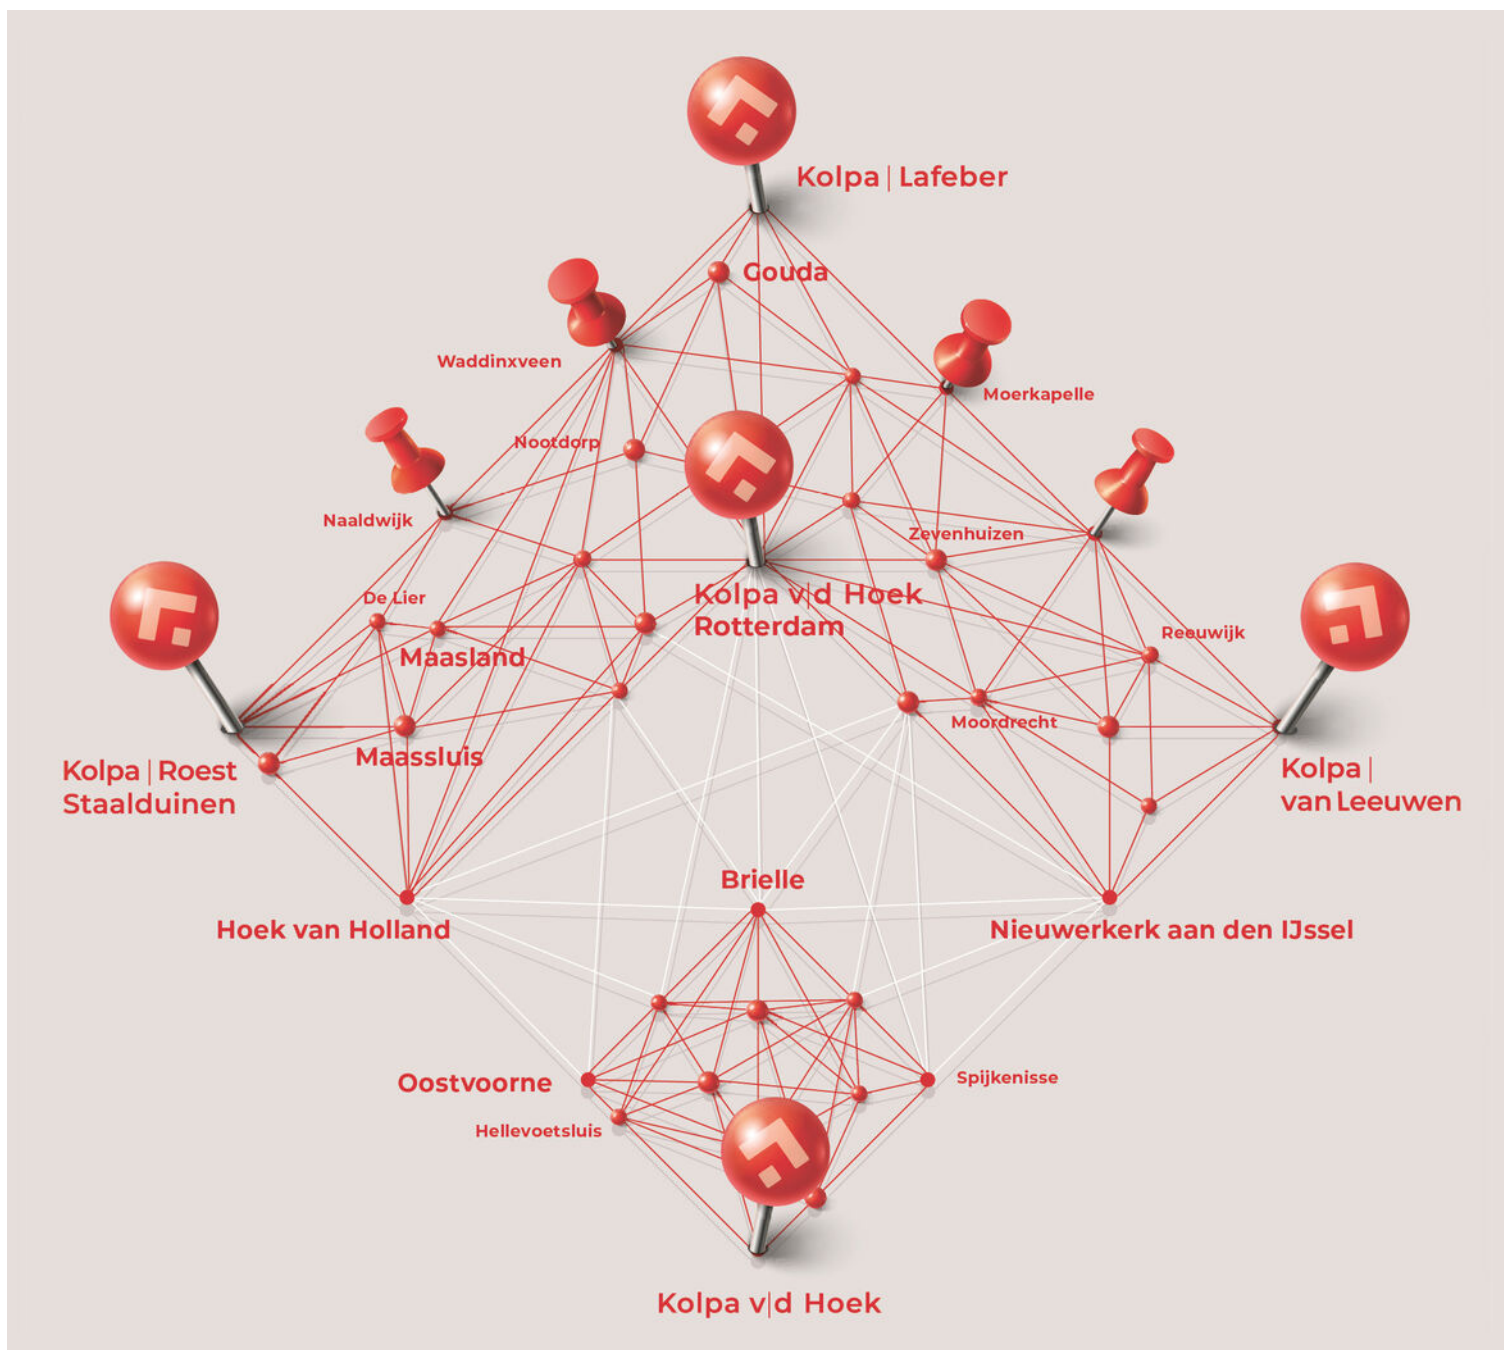 Kolpa | Lafeber
Gouda
Waddinxveen
Moerkapelle
Nootdorp
Naaldwijk
Zevenhuizen
De Lier
Kolpa v|d Hoek
Rotterdam
Reeuwijk
Maasland
Moordrecht
Maassluis
Kolpa | Roest
Staalduinen
Kolpa |
van Leeuwen
Brielle
Hoek van Holland
Nieuwerkerk aan den IJssel
Oostvoorne
Spijkenisse
Hellevoetsluis
Kolpa v|d Hoek